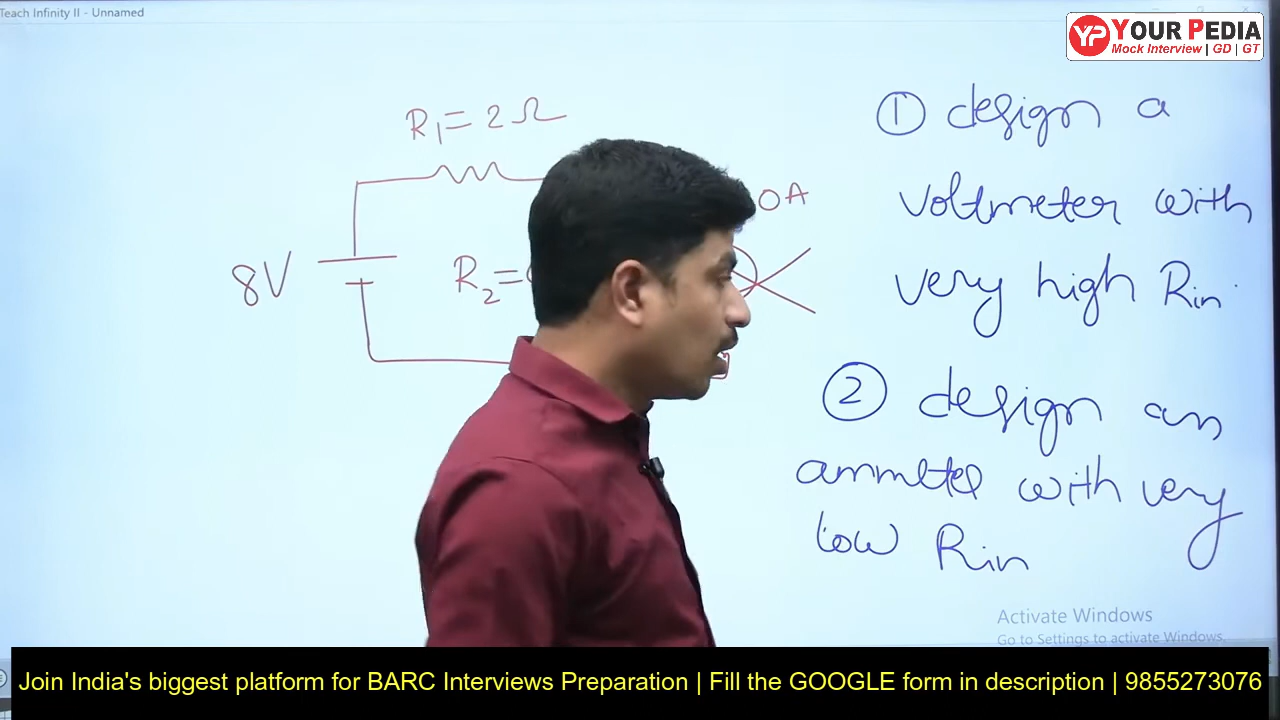 Teach Infinity II - Unnamed
YOUR PEDIA
YP
Mock Interview | GD | GT
R1 = 2 Ω
0A
8V
R2 =
① design a
voltmeter with
very high Rin
② design an
ammeter with very
low Rin
Activate Windows
Go to Settings to activate Windows.
Join India's biggest platform for BARC Interviews Preparation | Fill the GOOGLE form in description | 9855273076